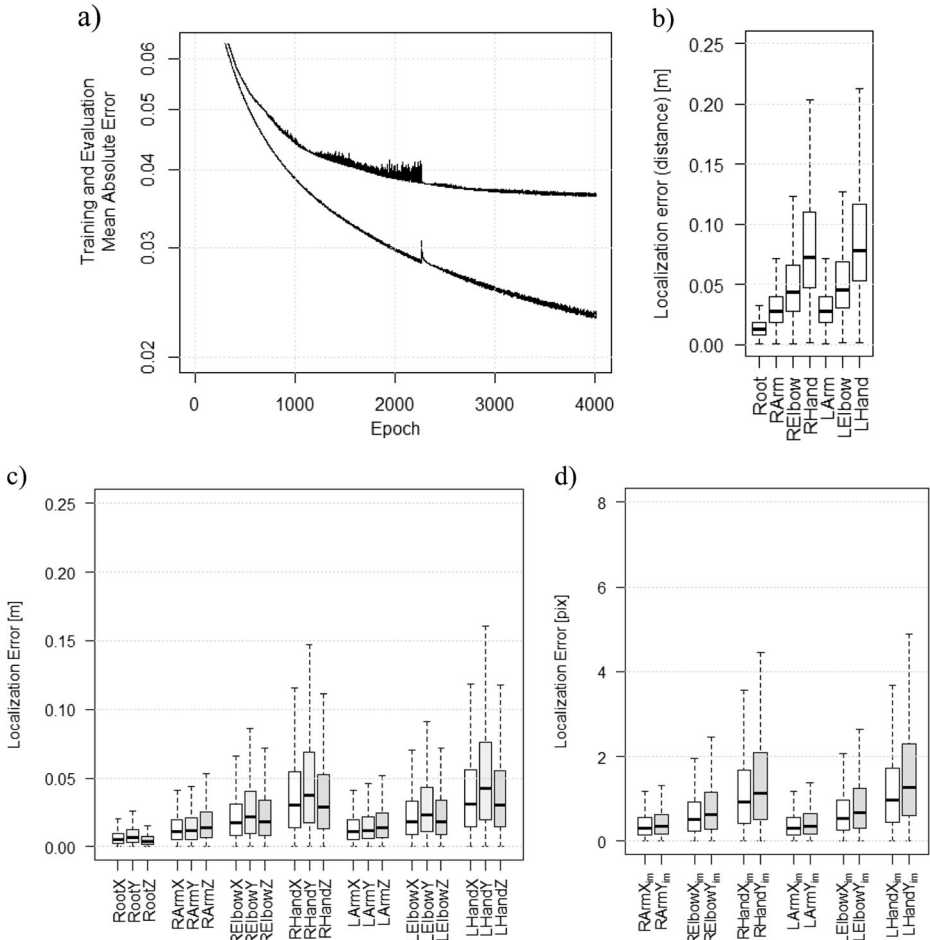 a)
Training and Evaluation
Mean Absolute Error
0.06
0.05
0.04
0.03
0.02
0
1000
2000
3000
4000
Epoch
b)
Localization error (distance) [m]
0.25
0.20
0.15
0.10
0.05
0.00
Root
RArm
RElbow
RHand
LArm
LElbow
LHand
c)
Localization Error [m]
0.25
0.20
0.15
0.10
0.05
0.00
RootX
RootY
RootZ
RArmX
RArmY
RArmZ
RElbowX
RElbowY
RElbowZ
RHandX
RHandY
RHandZ
LArmX
LArmY
LArmZ
LElbowX
LElbowY
LElbowZ
LHandX
LHandY
LHandZ
d)
Localization Error [pix]
8
6
4
2
0
RArmXim
RArmYim
RElbowXim
RElbowYim
RHandXim
RHandYim
LArmXim
LArmYim
LElbowXim
LElbowYim
LHandXim
LHandYim